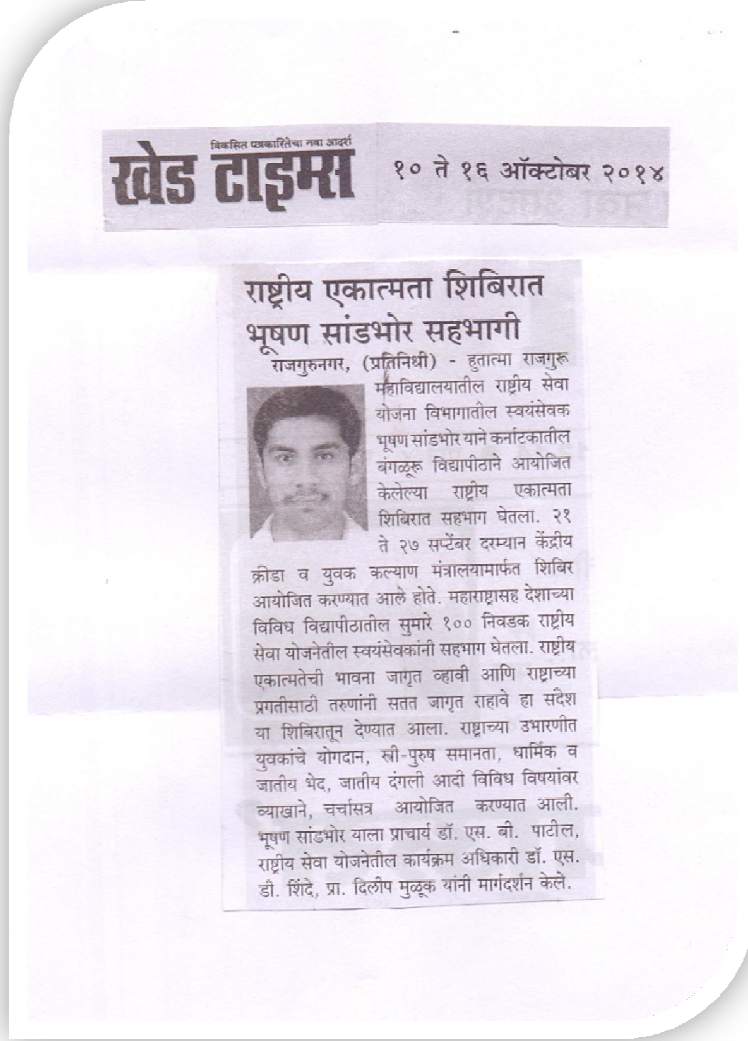 विकसित पत्रकारितेचा नवा आदर्श
खेड टाइम्स
१० ते १६ ऑक्टोबर २०१४
राष्ट्रीय एकात्मता शिबिरात
भूषण सांडभोर सहभागी
राजगुरुनगर, (प्रतिनिधी) - हुतात्मा राजगुरू
महाविद्यालयातील राष्ट्रीय सेवा
योजना विभागातील स्वयंसेवक
भूषण सांडभोर याने कर्नाटकातील
बंगळूरू विद्यापीठाने आयोजित
केलेल्या राष्ट्रीय एकात्मता
शिबिरात सहभाग घेतला. २१
ते २७ सप्टेंबर दरम्यान केंद्रीय
क्रीडा व युवक कल्याण मंत्रालयामार्फत शिबिर
आयोजित करण्यात आले होते. महाराष्ट्रासह देशाच्या
विविध विद्यापीठातील सुमारे १०० निवडक राष्ट्रीय
सेवा योजनेतील स्वयंसेवकांनी सहभाग घेतला. राष्ट्रीय
एकात्मतेची भावना जागृत व्हावी आणि राष्ट्राच्या
प्रगतीसाठी तरुणांनी सतत जागृत राहावे हा संदेश
या शिबिरातून देण्यात आला. राष्ट्राच्या उभारणीत
युवकांचे योगदान, स्त्री-पुरुष समानता, धार्मिक व
जातीय भेद, जातीय दंगली आदी विविध विषयांवर
व्याखाने, चर्चासत्र आयोजित करण्यात आली.
भूषण सांडभोर याला प्राचार्य डॉ. एस. बी. पाटील,
राष्ट्रीय सेवा योजनेतील कार्यक्रम अधिकारी डॉ. एस.
डी. शिंदे, प्रा. दिलीप मुळूक यांनी मार्गदर्शन केले.